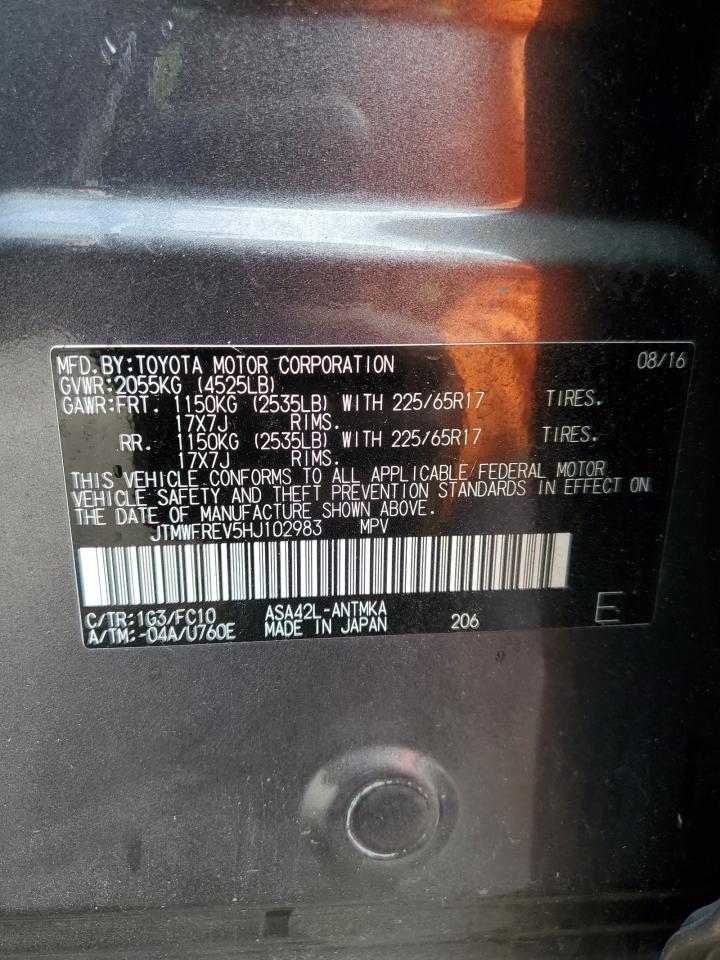 MFD.BY:TOYOTA MOTOR CORPORATION 08/16
GVWR:2055KG (4525LB)
GAWR:FRT. 1150KG (2535LB) WITH 225/65R17 TIRES.
17X7J RIMS.
RR. 1150KG (2535LB) WITH 225/65R17 TIRES.
17X7J RIMS.
THIS VEHICLE CONFORMS TO ALL APPLICABLE FEDERAL MOTOR
VEHICLE SAFETY AND THEFT PREVENTION STANDARDS IN EFFECT ON
THE DATE OF MANUFACTURE SHOWN ABOVE.
JTMWFREV5HJ102983 MPV
C/TR:1G3/FC10 ASA42L-ANTMKA
A/TM:-04A/U760E MADE IN JAPAN 206 E